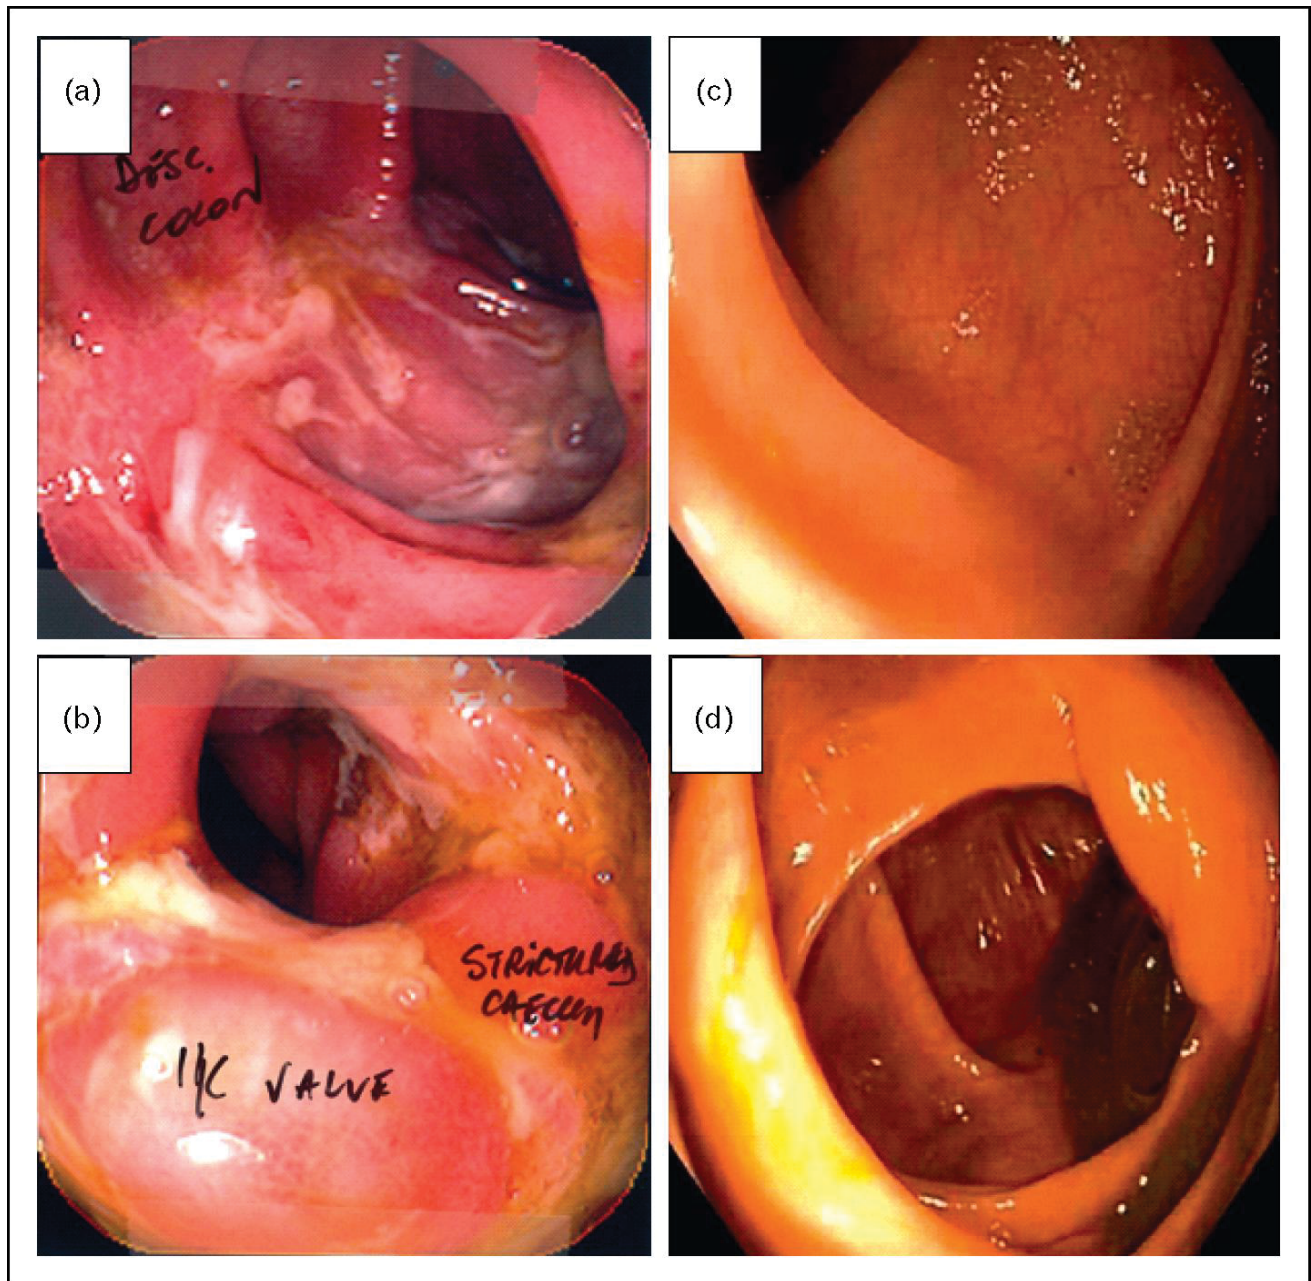 (a)
DESC.
COLON
(c)
(b)
STRICTURED
CAECUM
I/C VALVE
(d)